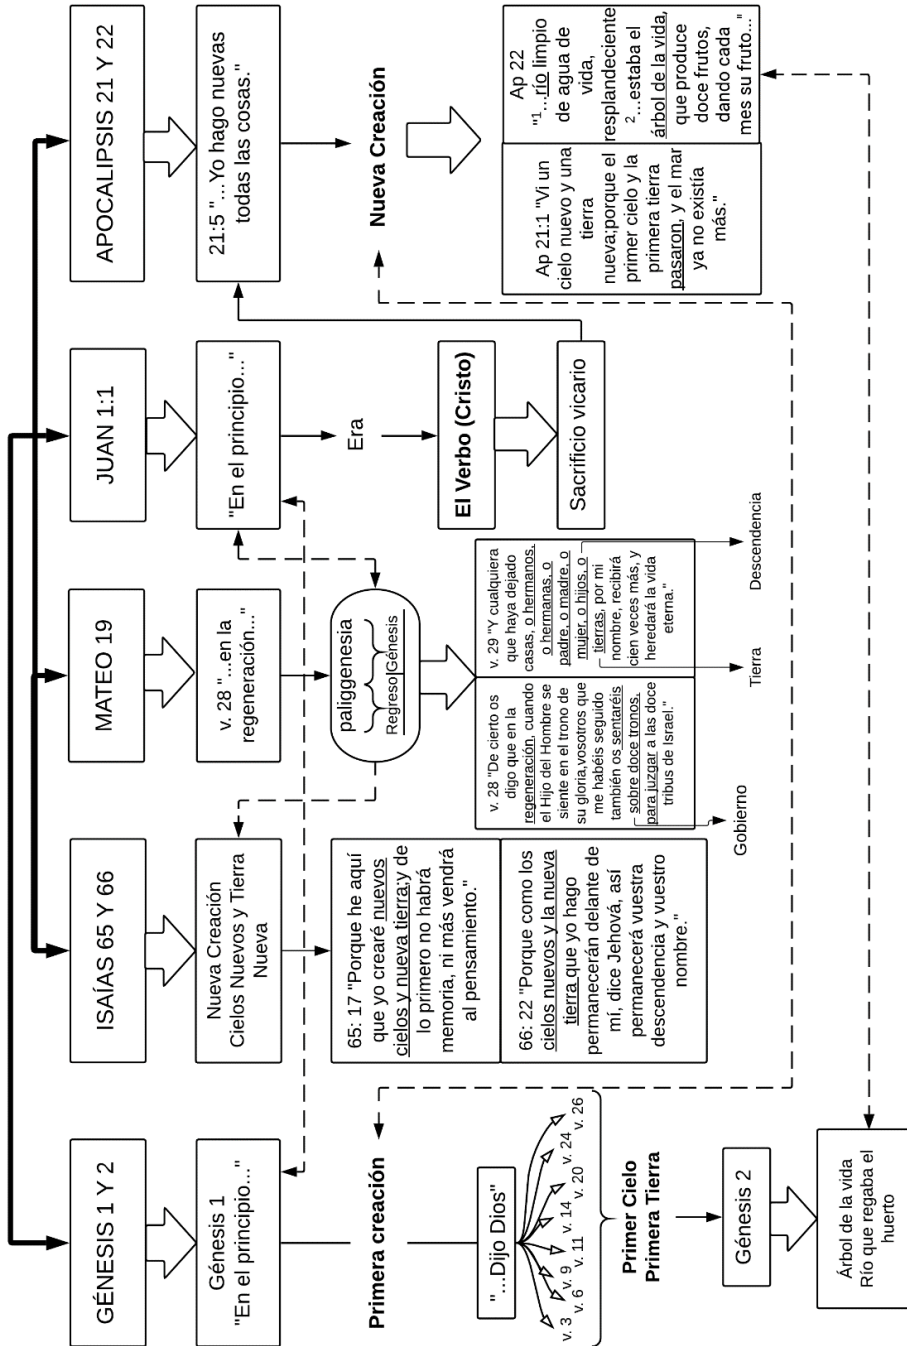 GÉNESIS 1 Y 2
Génesis 1
"En el principio..."
Primera creación
"...Dijo Dios"
v. 3
v. 6
v. 9
v. 11
v. 14
v. 20
v. 24
v. 26
Primer Cielo
Primera Tierra
Génesis 2
Árbol de la vida
Río que regaba el
huerto
ISAÍAS 65 Y 66
Nueva Creación
Cielos Nuevos y Tierra
Nueva
65: 17 "Porque he aquí
que yo crearé nuevos
cielos y nueva tierra;y de
lo primero no habrá
memoria, ni más vendrá
al pensamiento."
66: 22 "Porque como los
cielos nuevos y la nueva
tierra que yo hago
permanecerán delante de
mí, dice Jehová, así
permanecerá vuestra
descendencia y vuestro
nombre."
MATEO 19
v. 28 "...en la
regeneración..."
paliggenesia
Regreso|Génesis
v. 28 "De cierto os
digo que en la
regeneración, cuando
el Hijo del Hombre se
siente en el trono de
su gloria,vosotros que
me habéis seguido
también os sentaréis
sobre doce tronos,
para juzgar a las doce
tribus de Israel."
v. 29 "Y cualquiera
que haya dejado
casas, o hermanos,
o hermanas, o
padre, o madre, o
mujer, o hijos, o
tierras, por mi
nombre, recibirá
cien veces más, y
heredará la vida
eterna."
Gobierno
Tierra
Descendencia
JUAN 1:1
"En el principio..."
Era
El Verbo (Cristo)
Sacrificio vicario
APOCALIPSIS 21 Y 22
21:5 "...Yo hago nuevas
todas las cosas."
Nueva Creación
Ap 21:1 "Vi un
cielo nuevo y una
tierra
nueva;porque el
primer cielo y la
primera tierra
pasaron, y el mar
ya no existía
más."
Ap 22
"1...río limpio
de agua de
vida,
resplandeciente
2...estaba el
árbol de la vida,
que produce
doce frutos,
dando cada
mes su fruto..."